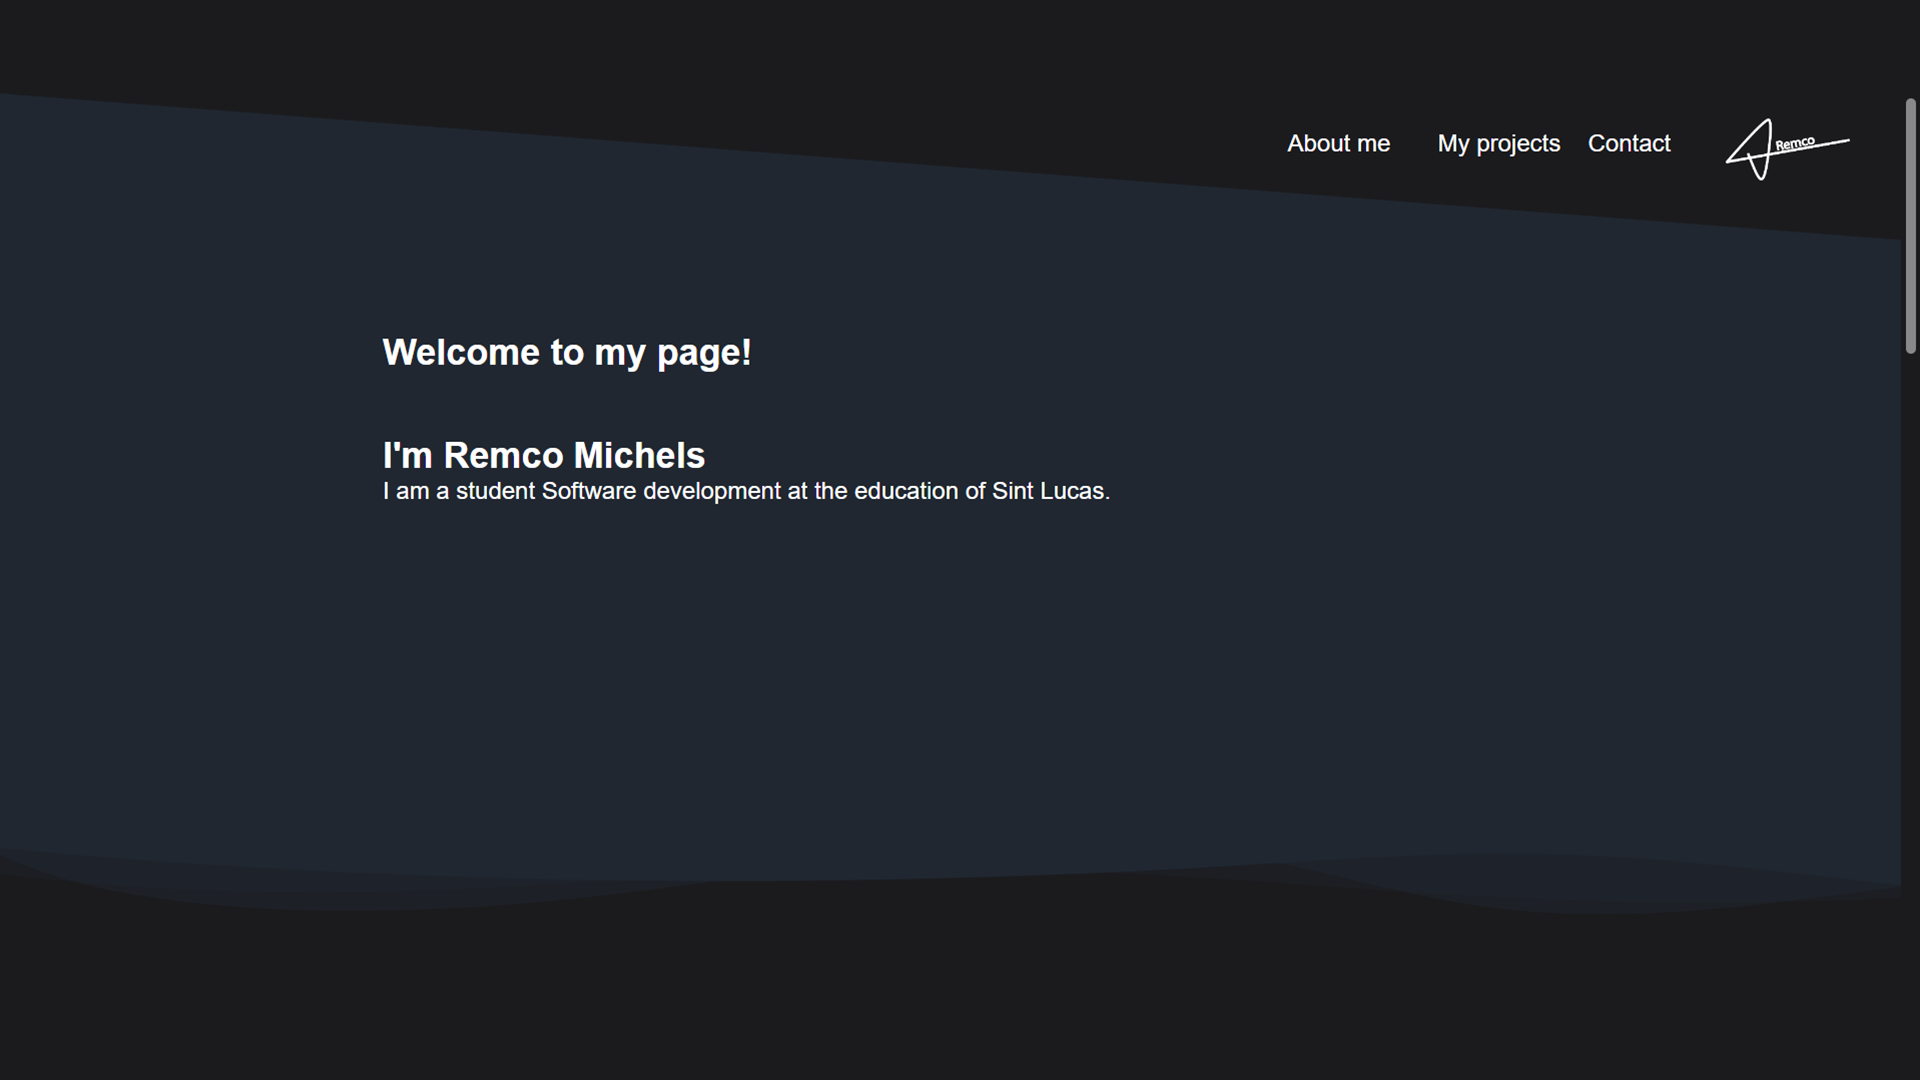 About me My projects Contact Remco
Welcome to my page!
I'm Remco Michels
I am a student Software development at the education of Sint Lucas.